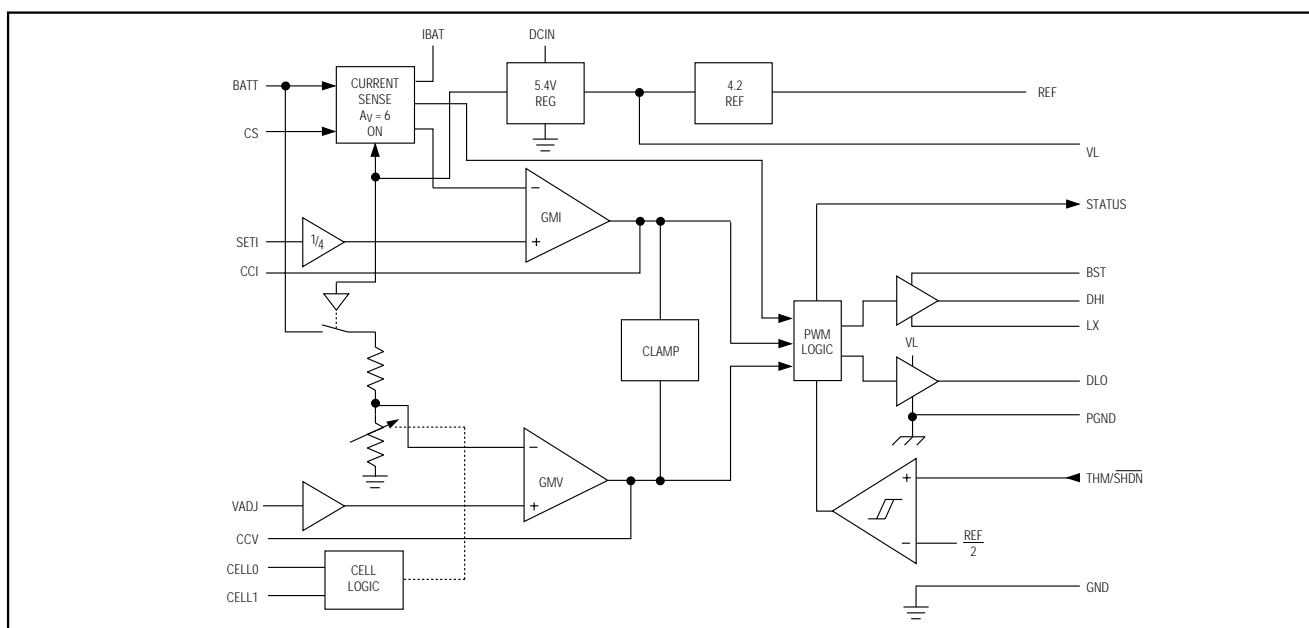 IBAT
DCIN
BATT
CURRENT
SENSE
AV = 6
ON
5.4V
REG
4.2
REF
REF
CS
VL
STATUS
GMI
SETI
1/4
CCI
BST
DHI
LX
PWM
LOGIC
CLAMP
VL
DLO
PGND
THM/SHDN
GMV
VADJ
REF
2
CCV
CELL0
CELL1
CELL
LOGIC
GND
−
+
−
+
+
−